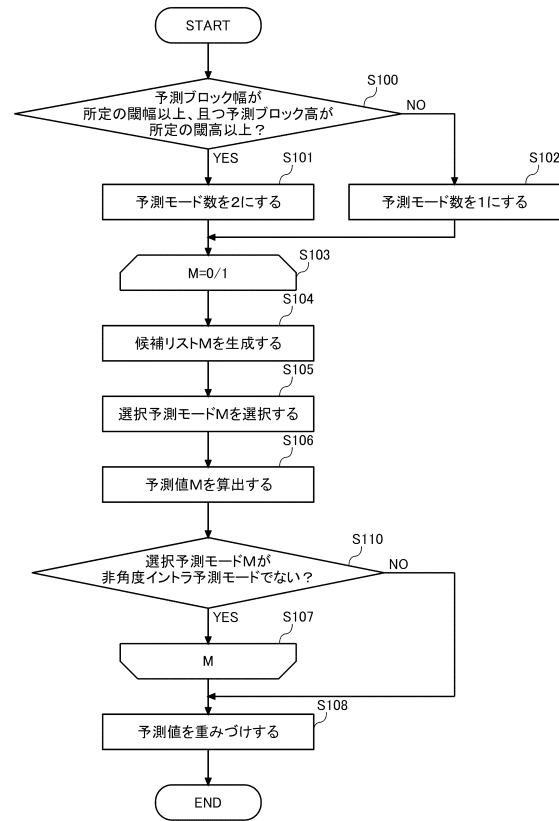 START
予測ブロック幅が
所定の閾幅以上、且つ予測ブロック高が
所定の閾高以上？
S100
NO
YES
S101
予測モード数を2にする
S102
予測モード数を1にする
S103
M=0/1
S104
候補リストMを生成する
S105
選択予測モードMを選択する
S106
予測値Mを算出する
S110
選択予測モードMが
非角度イントラ予測モードでない？
NO
YES
S107
M
S108
予測値を重みづけする
END